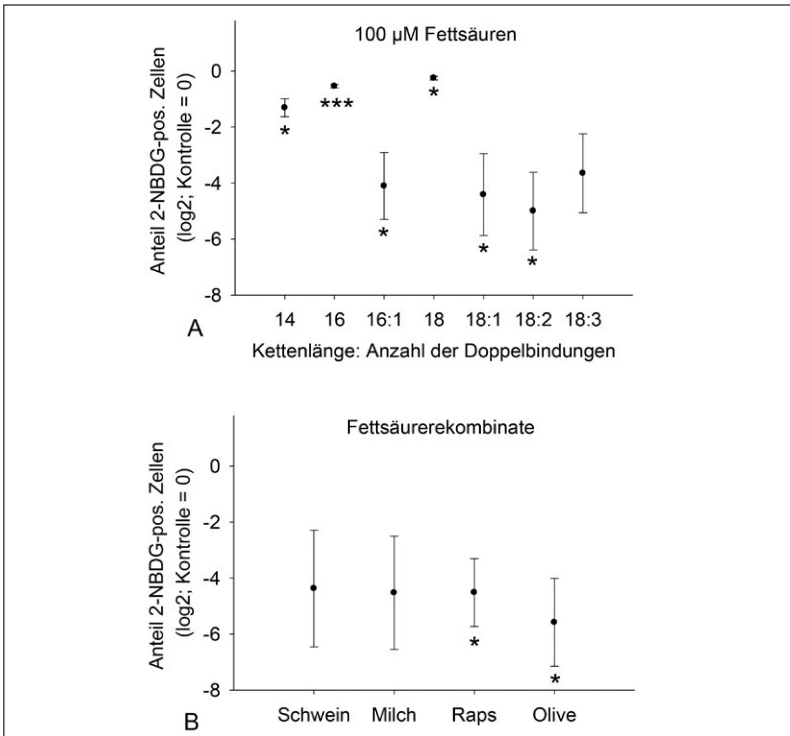 100 µM Fettsäuren
Anteil 2-NBDG-pos. Zellen
(log2; Kontrolle = 0)
0
-2
-4
-6
-8
*
***
*
*
*
*
14 16 16:1 18 18:1 18:2 18:3
A
Kettenlänge: Anzahl der Doppelbindungen
Fettsäurerekombinate
Anteil 2-NBDG-pos. Zellen
(log2; Kontrolle = 0)
0
-2
-4
-6
-8
*
*
B
Schwein Milch Raps Olive